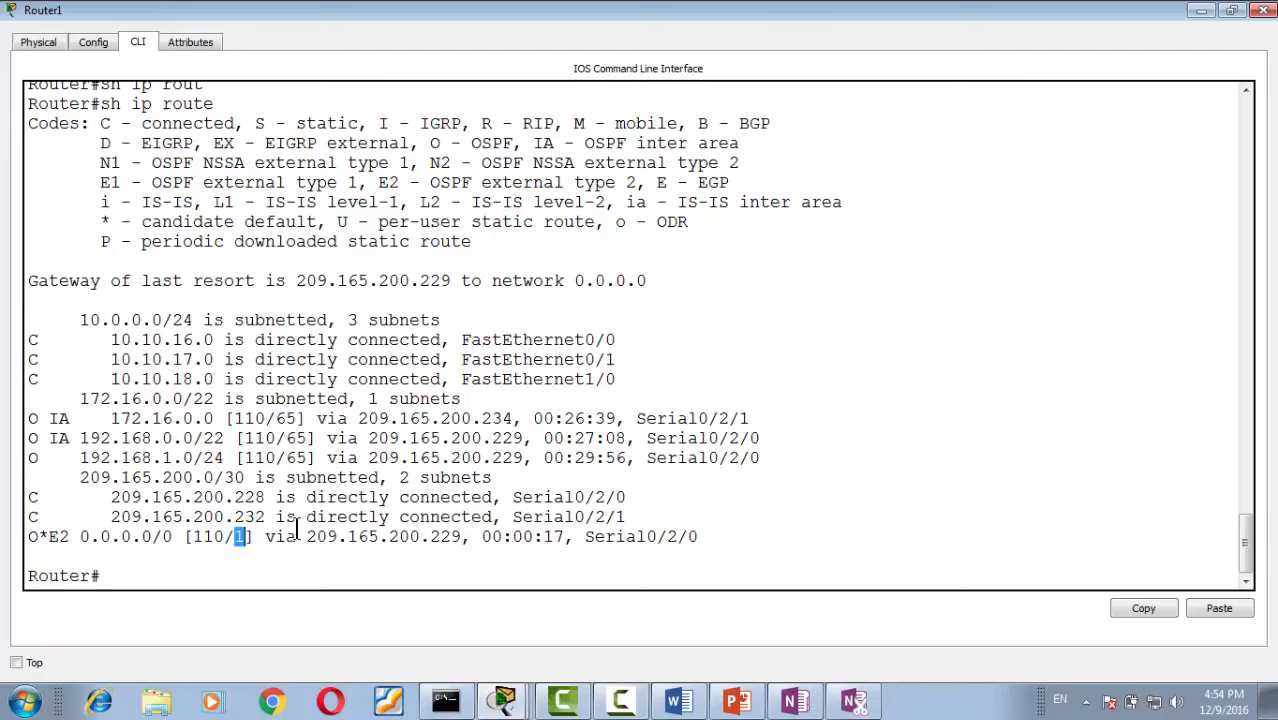 Router1
Physical Config CLI Attributes
IOS Command Line Interface
Router#sh ip rout
Router#sh ip route
Codes: C - connected, S - static, I - IGRP, R - RIP, M - mobile, B - BGP
D - EIGRP, EX - EIGRP external, O - OSPF, IA - OSPF inter area
N1 - OSPF NSSA external type 1, N2 - OSPF NSSA external type 2
E1 - OSPF external type 1, E2 - OSPF external type 2, E - EGP
i - IS-IS, L1 - IS-IS level-1, L2 - IS-IS level-2, ia - IS-IS inter area
* - candidate default, U - per-user static route, o - ODR
P - periodic downloaded static route
Gateway of last resort is 209.165.200.229 to network 0.0.0.0
10.0.0.0/24 is subnetted, 3 subnets
C 10.10.16.0 is directly connected, FastEthernet0/0
C 10.10.17.0 is directly connected, FastEthernet0/1
C 10.10.18.0 is directly connected, FastEthernet1/0
172.16.0.0/22 is subnetted, 1 subnets
O IA 172.16.0.0 [110/65] via 209.165.200.234, 00:26:39, Serial0/2/1
O IA 192.168.0.0/22 [110/65] via 209.165.200.229, 00:27:08, Serial0/2/0
O 192.168.1.0/24 [110/65] via 209.165.200.229, 00:29:56, Serial0/2/0
209.165.200.0/30 is subnetted, 2 subnets
C 209.165.200.228 is directly connected, Serial0/2/0
C 209.165.200.232 is directly connected, Serial0/2/1
O*E2 0.0.0.0/0 [110/1] via 209.165.200.229, 00:00:17, Serial0/2/0
Router#
Copy Paste
Top
EN
4:54 PM
12/9/2016